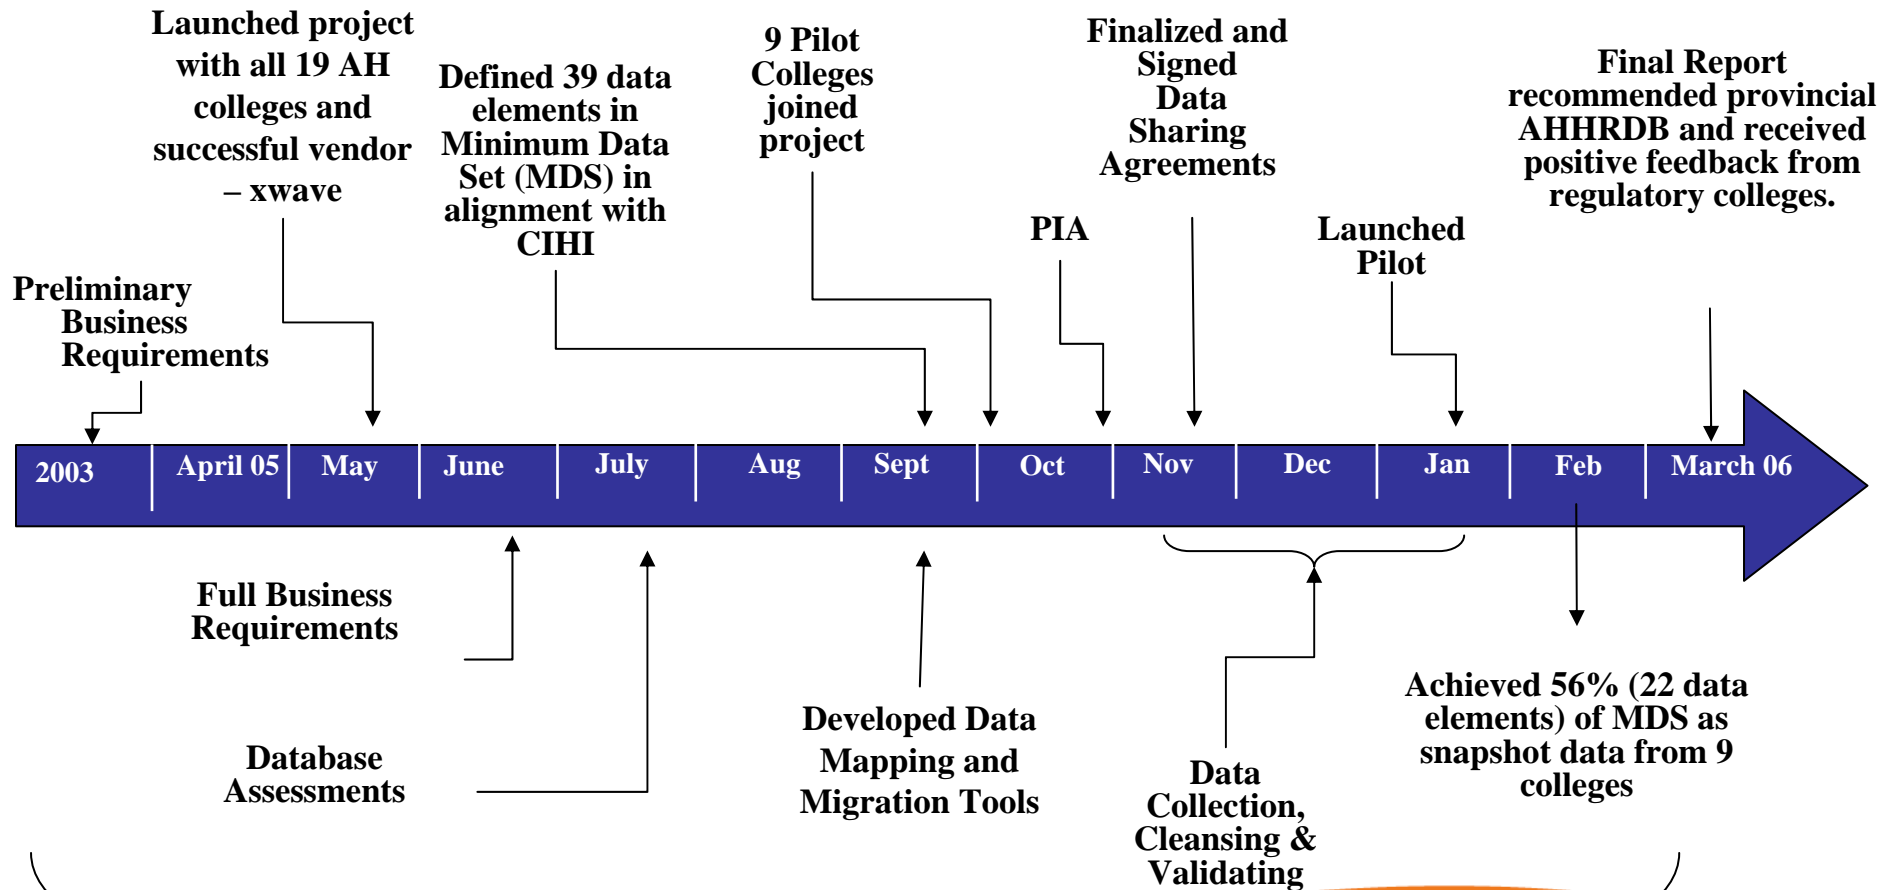 Launched project
with all 19 AH
colleges and
successful vendor
– xwave
Defined 39 data
elements in
Minimum Data
Set (MDS) in
alignment with
CIHI
9 Pilot
Colleges
joined
project
Finalized and
Signed
Data
Sharing
Agreements
Final Report
recommended provincial
AHHRDB and received
positive feedback from
regulatory colleges.
PIA
Launched
Pilot
Preliminary
Business
Requirements
2003
April 05
May
June
July
Aug
Sept
Oct
Nov
Dec
Jan
Feb
March 06
Full Business
Requirements
Database
Assessments
Developed Data
Mapping and
Migration Tools
Data
Collection,
Cleansing &
Validating
Achieved 56% (22 data
elements) of MDS as
snapshot data from 9
colleges